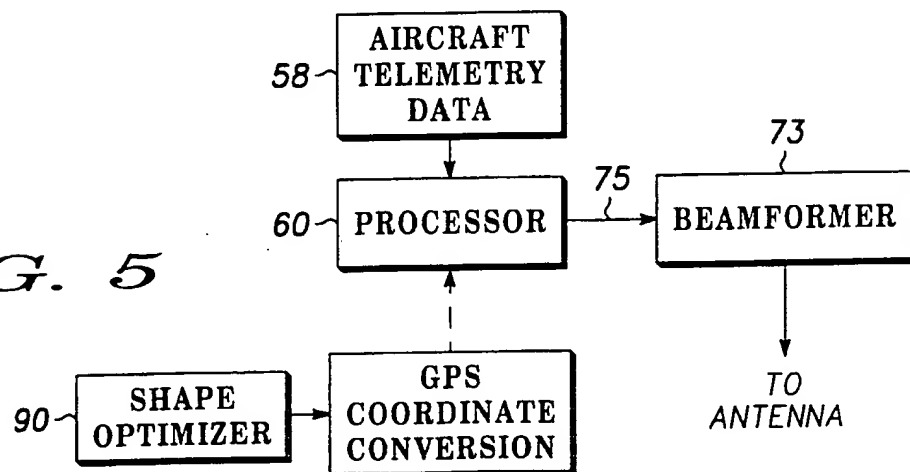 AIRCRAFT
TELEMETRY
DATA
58
73
75
60
PROCESSOR
BEAMFORMER
G. 5
GPS
COORDINATE
CONVERSION
SHAPE
OPTIMIZER
90
TO
ANTENNA